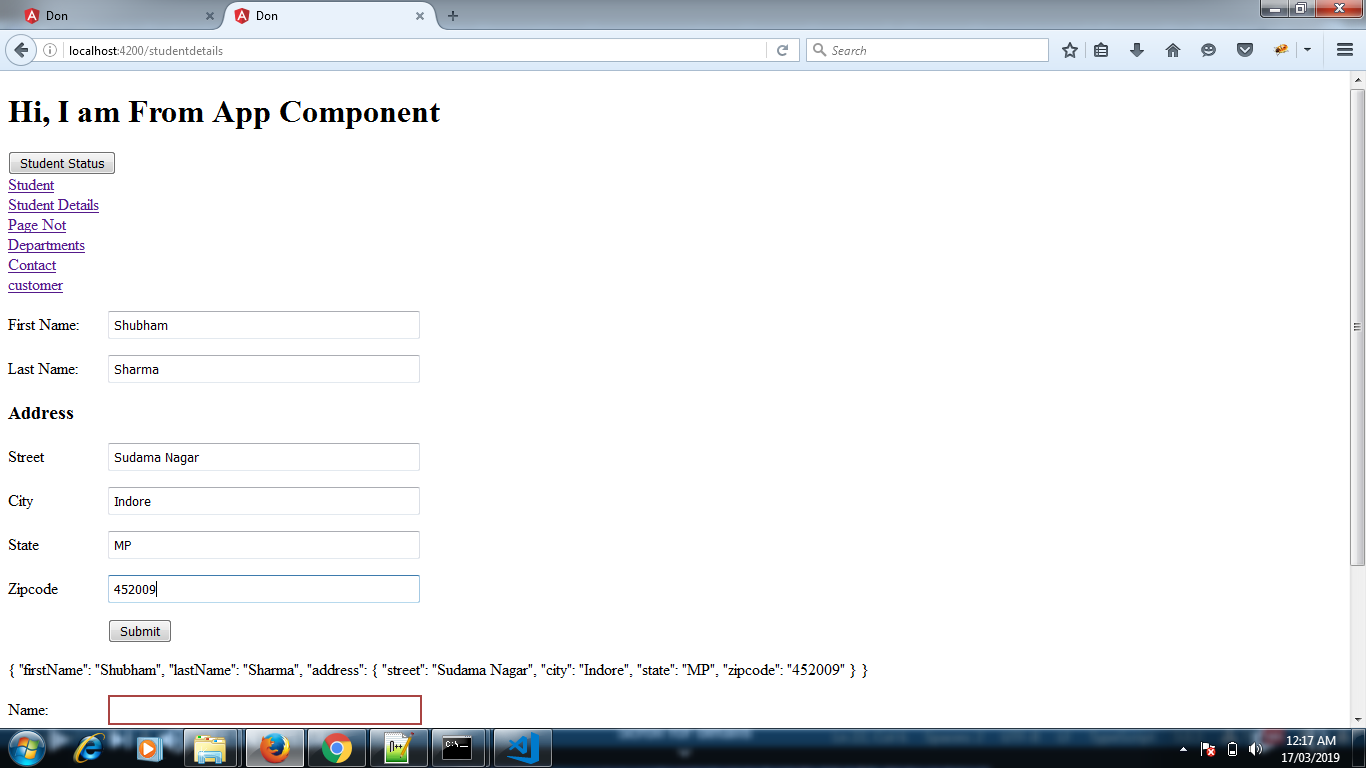 Don
Don
localhost:4200/studentdetails
Search
Hi, I am From App Component
Student Status
Student
Student Details
Page Not
Departments
Contact
customer
First Name: Shubham
Last Name: Sharma
Address
Street Sudama Nagar
City Indore
State MP
Zipcode 452009
Submit
{ "firstName": "Shubham", "lastName": "Sharma", "address": { "street": "Sudama Nagar", "city": "Indore", "state": "MP", "zipcode": "452009" } }
Name:
12:17 AM
17/03/2019